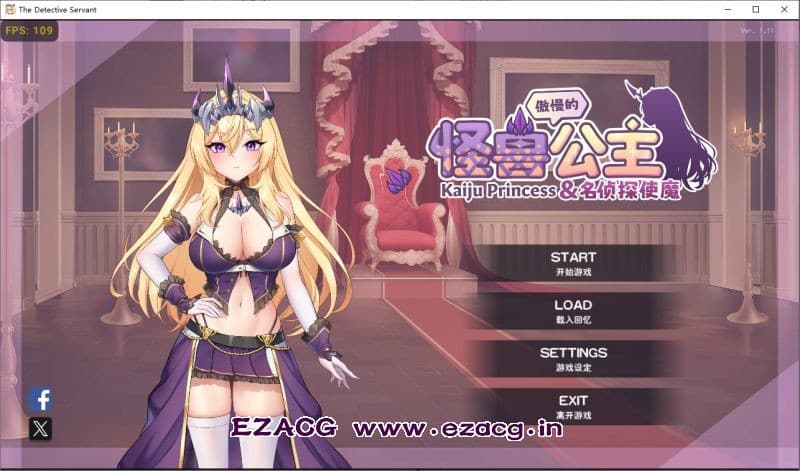 The Detective Servant
FPS: 109
Ver. 1.11
傲慢的
怪兽公主
Kaiju Princess &名侦探使魔
START
开始游戏
LOAD
载入回忆
SETTINGS
游戏设定
EXIT
离开游戏
EZACG www.ezacg.in